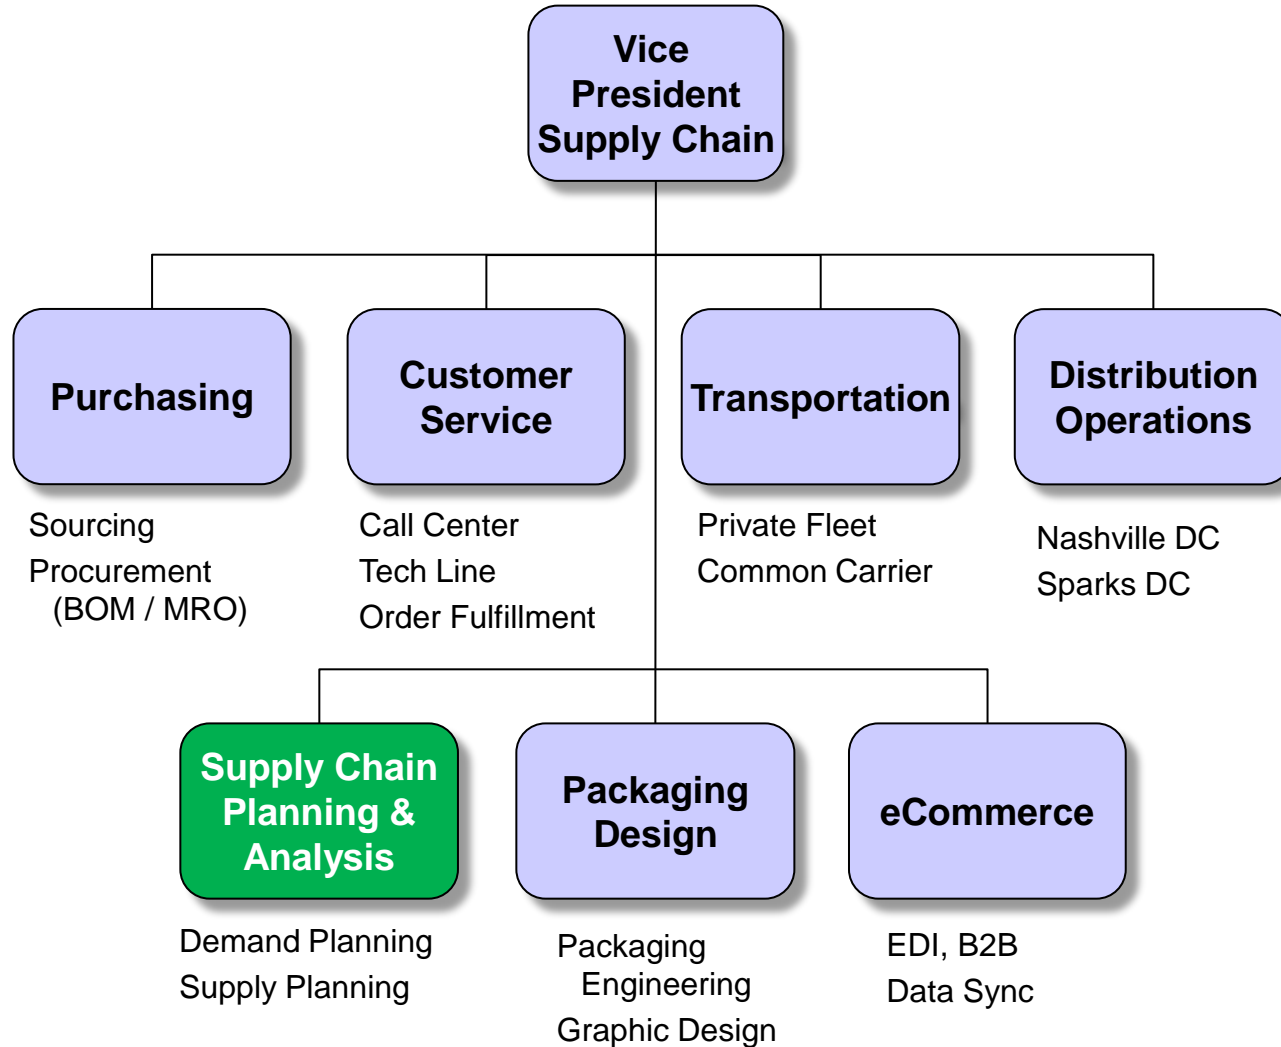 Vice
President
Supply Chain
Purchasing
Customer
Service
Transportation
Distribution
Operations
Sourcing
Procurement
(BOM / MRO)
Call Center
Tech Line
Order Fulfillment
Private Fleet
Common Carrier
Nashville DC
Sparks DC
Supply Chain
Planning &
Analysis
Packaging
Design
eCommerce
Demand Planning
Supply Planning
Packaging
Engineering
Graphic Design
EDI, B2B
Data Sync